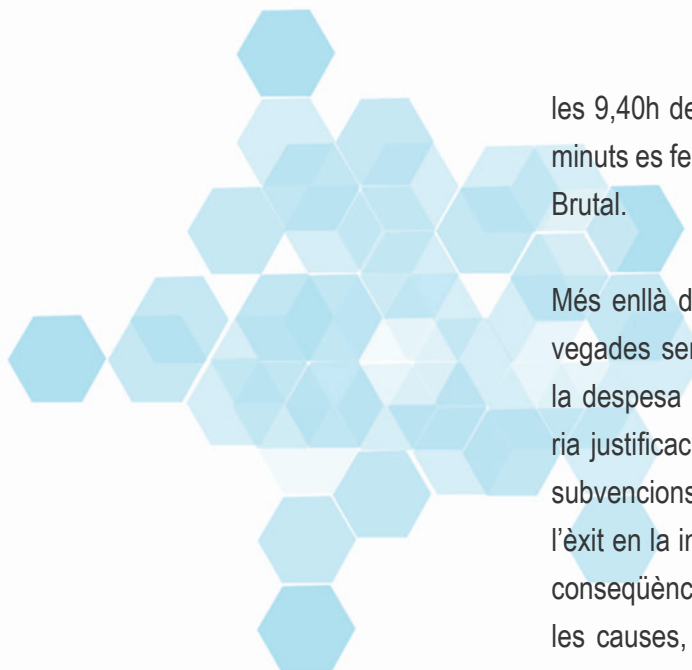 les 9,40h de
minuts es fe
Brutal.
Més enllà d
vegades ser
la despesa
ria justificac
subvencions
l'èxit en la in
conseqüènc
les causes,